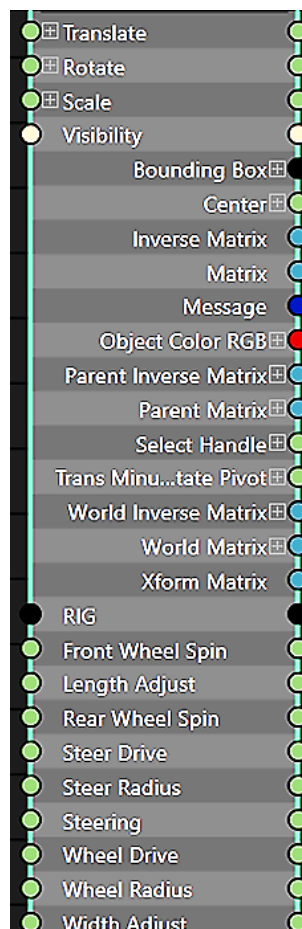 Translate
Rotate
Scale
Visibility
Bounding Box
Center
Inverse Matrix
Matrix
Message
Object Color RGB
Parent Inverse Matrix
Parent Matrix
Select Handle
Trans Minu...tate Pivot
World Inverse Matrix
World Matrix
Xform Matrix
RIG
Front Wheel Spin
Length Adjust
Rear Wheel Spin
Steer Drive
Steer Radius
Steering
Wheel Drive
Wheel Radius
Width Adjust